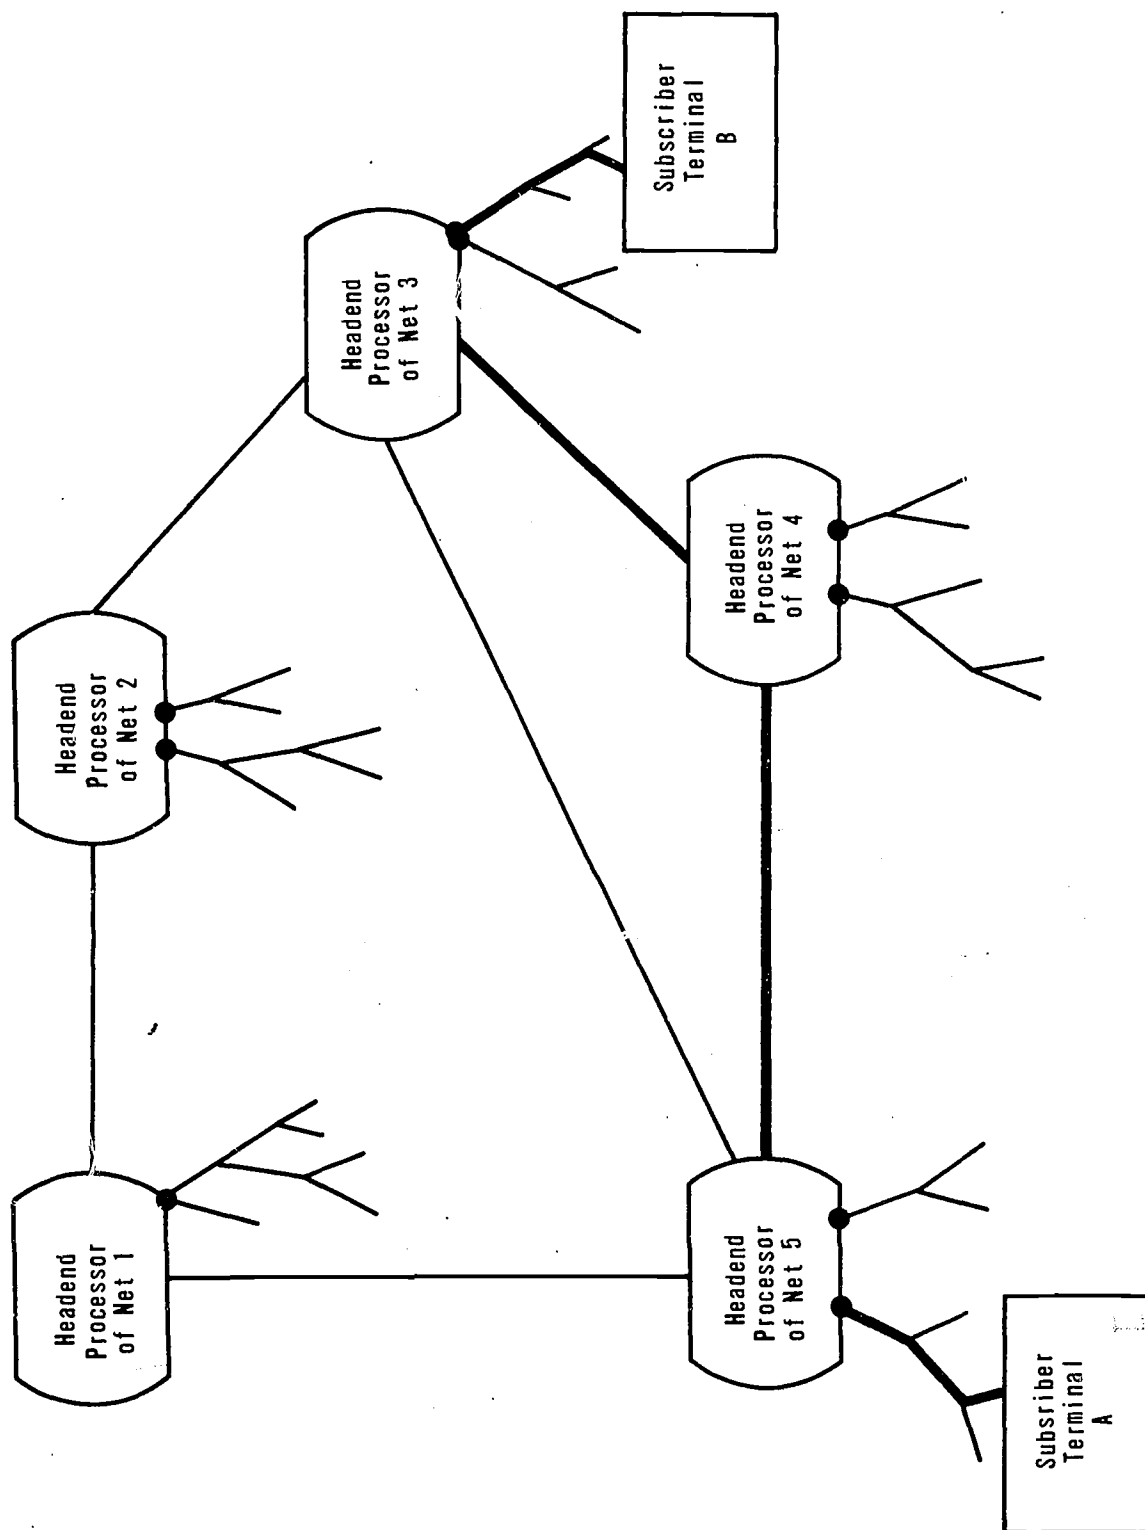 Headend
Processor
of Net 1
Headend
Processor
of Net 2
Headend
Processor
of Net 3
Headend
Processor
of Net 4
Headend
Processor
of Net 5
Subsriber
Terminal
A
Subscriber
Terminal
B